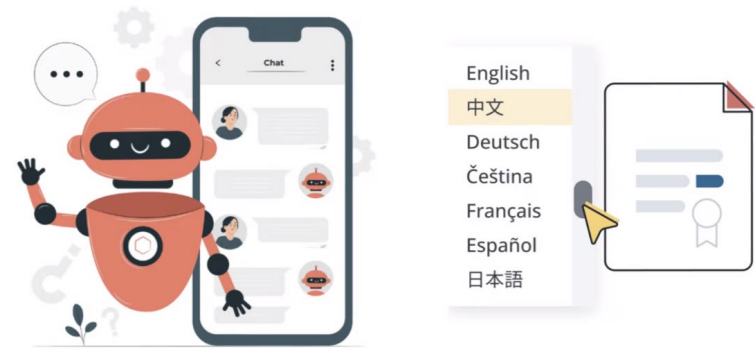 Chat
English
中文
Deutsch
Čeština
Français
Español
日本語